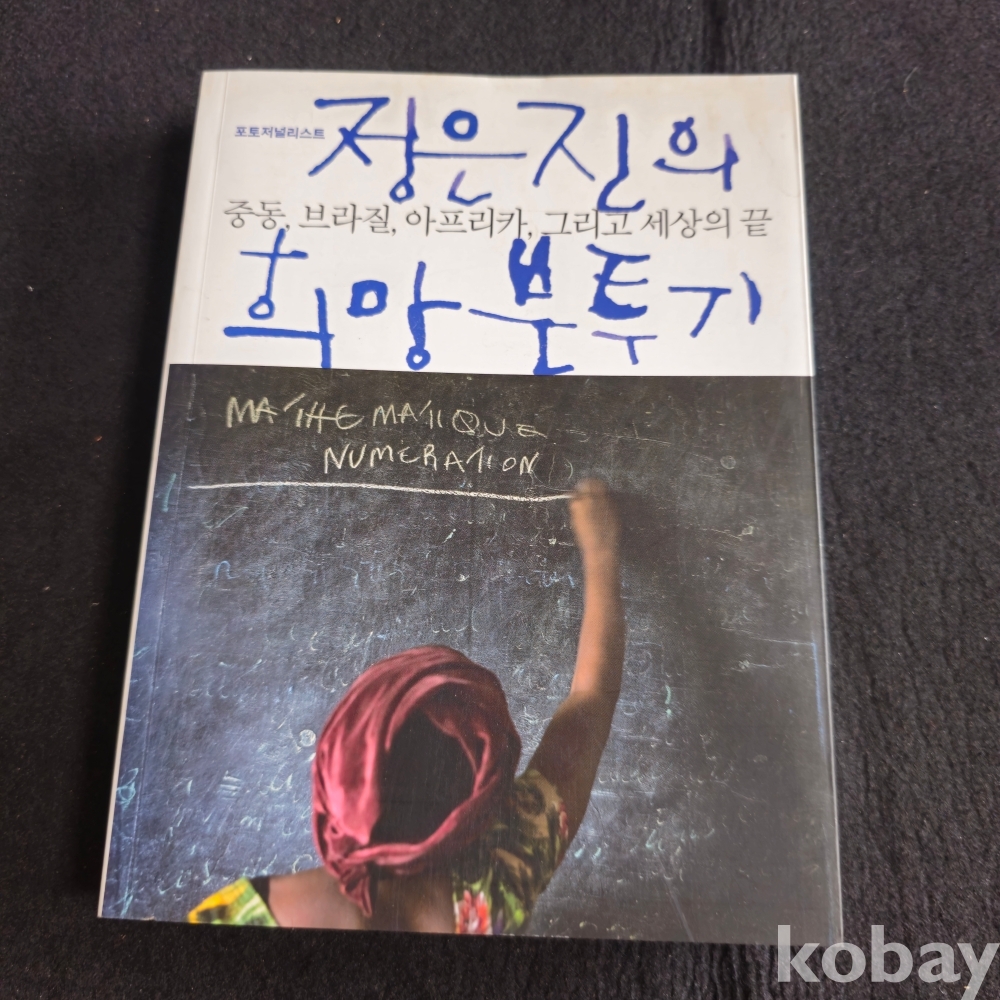 포토저널리스트 정은진의
중동, 브라질, 아프리카, 그리고 세상의 끝
희망분투기
MATHEMATIQUE
NUMERATION
kobay